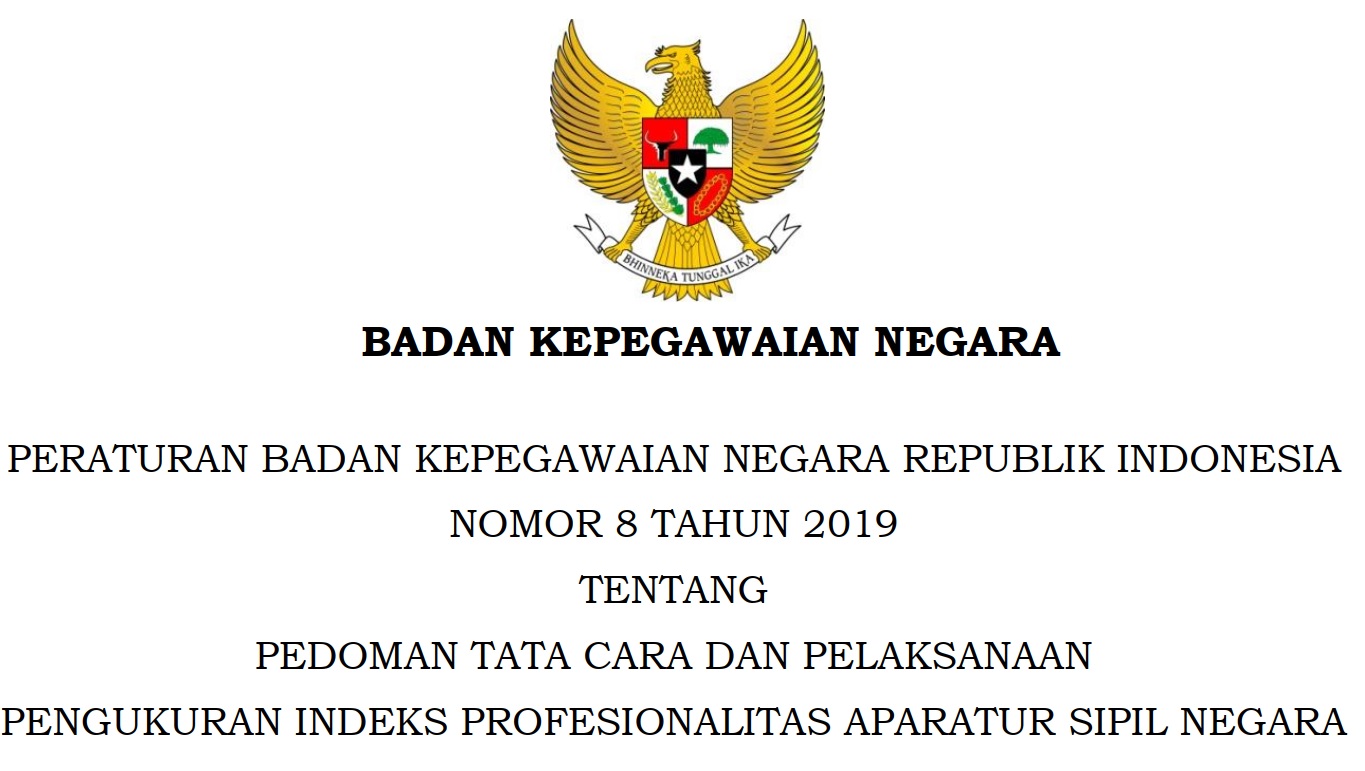 BHINNEKA TUNGGAL IKA
BADAN KEPEGAWAIAN NEGARA
PERATURAN BADAN KEPEGAWAIAN NEGARA REPUBLIK INDONESIA
NOMOR 8 TAHUN 2019
TENTANG
PEDOMAN TATA CARA DAN PELAKSANAAN
PENGUKURAN INDEKS PROFESIONALITAS APARATUR SIPIL NEGARA